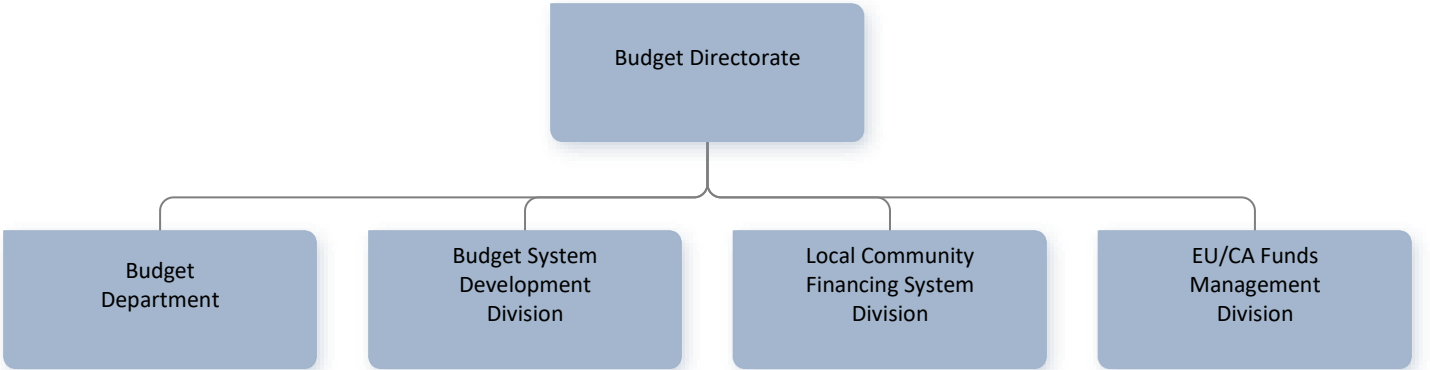 Budget Directorate
Budget
Department
Budget System
Development
Division
Local Community
Financing System
Division
EU/CA Funds
Management
Division